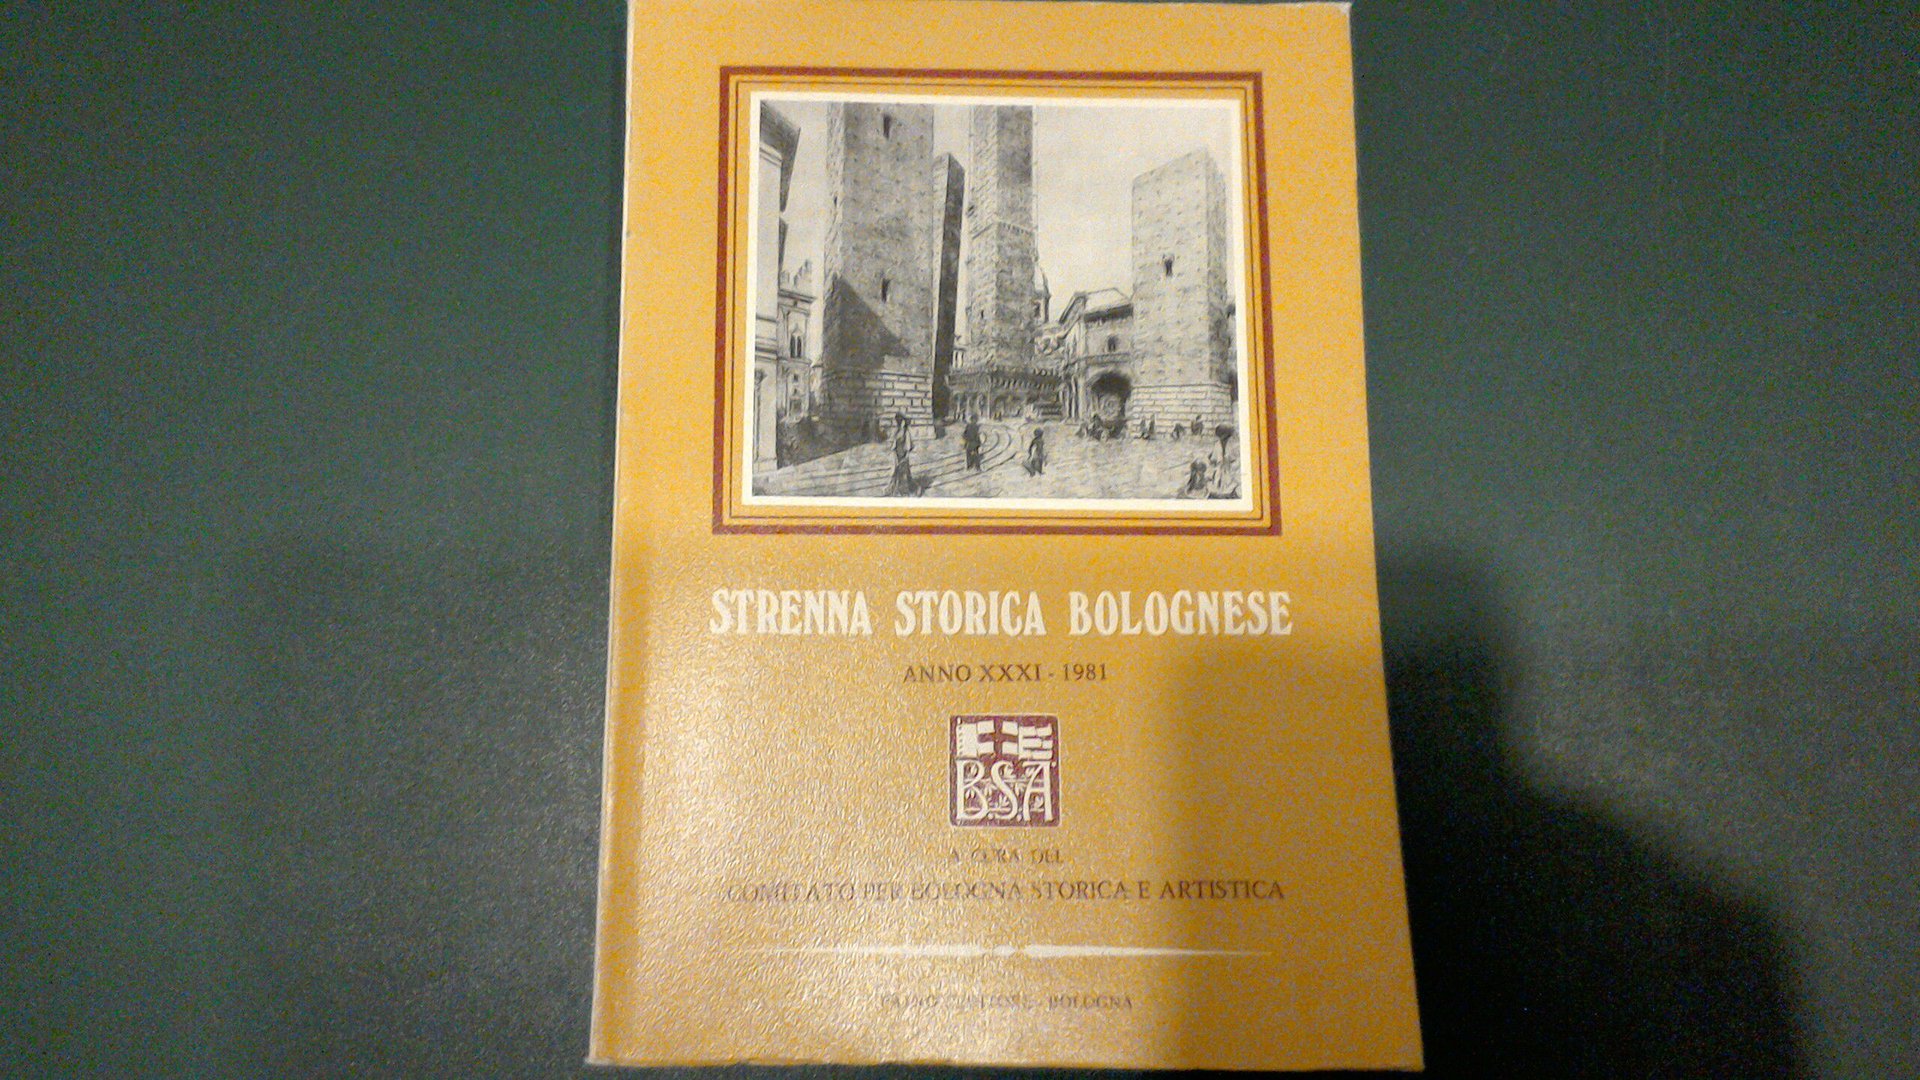 STRENNA STORICA BOLOGNESE
ANNO XXXI - 1981
B.S.A.
A CURA DEL
COMITATO PER BOLOGNA STORICA E ARTISTICA
BOLOGNA